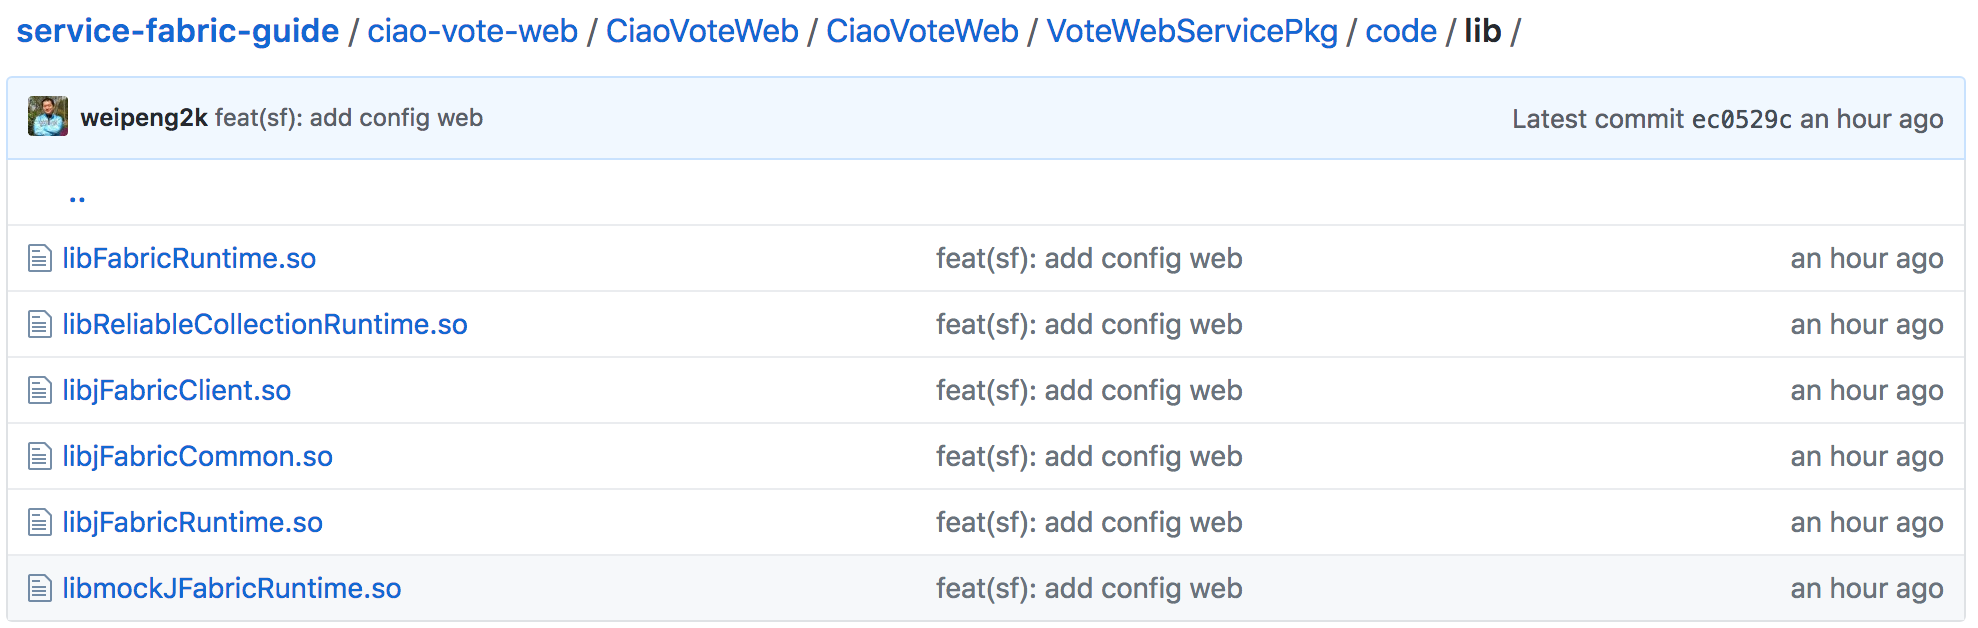 service-fabric-guide / ciao-vote-web / CiaoVoteWeb / CiaoVoteWeb / VoteWebServicePkg / code / lib /
weipeng2k feat(sf): add config web Latest commit ec0529c an hour ago
..
libFabricRuntime.so feat(sf): add config web an hour ago
libReliableCollectionRuntime.so feat(sf): add config web an hour ago
libjFabricClient.so feat(sf): add config web an hour ago
libjFabricCommon.so feat(sf): add config web an hour ago
libjFabricRuntime.so feat(sf): add config web an hour ago
libmockJFabricRuntime.so feat(sf): add config web an hour ago